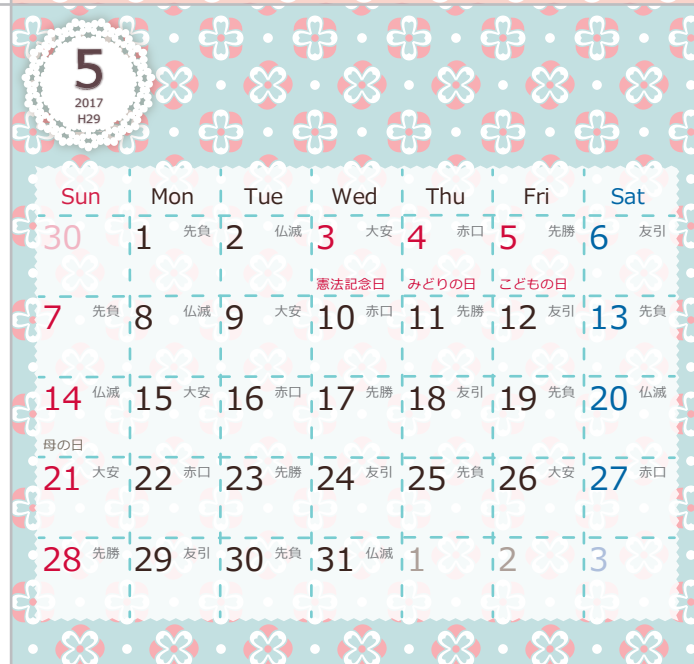 5
2017
H29
Sun Mon Tue Wed Thu Fri Sat
30 1 先負 2 仏滅 3 大安 4 赤口 5 先勝 6 友引
憲法記念日 みどりの日 こどもの日
7 先負 8 仏滅 9 大安 10 赤口 11 先勝 12 友引 13 先負
14 仏滅 15 大安 16 赤口 17 先勝 18 友引 19 先負 20 仏滅
母の日
21 大安 22 赤口 23 先勝 24 友引 25 先負 26 大安 27 赤口
28 先勝 29 友引 30 先負 31 仏滅 1 2 3